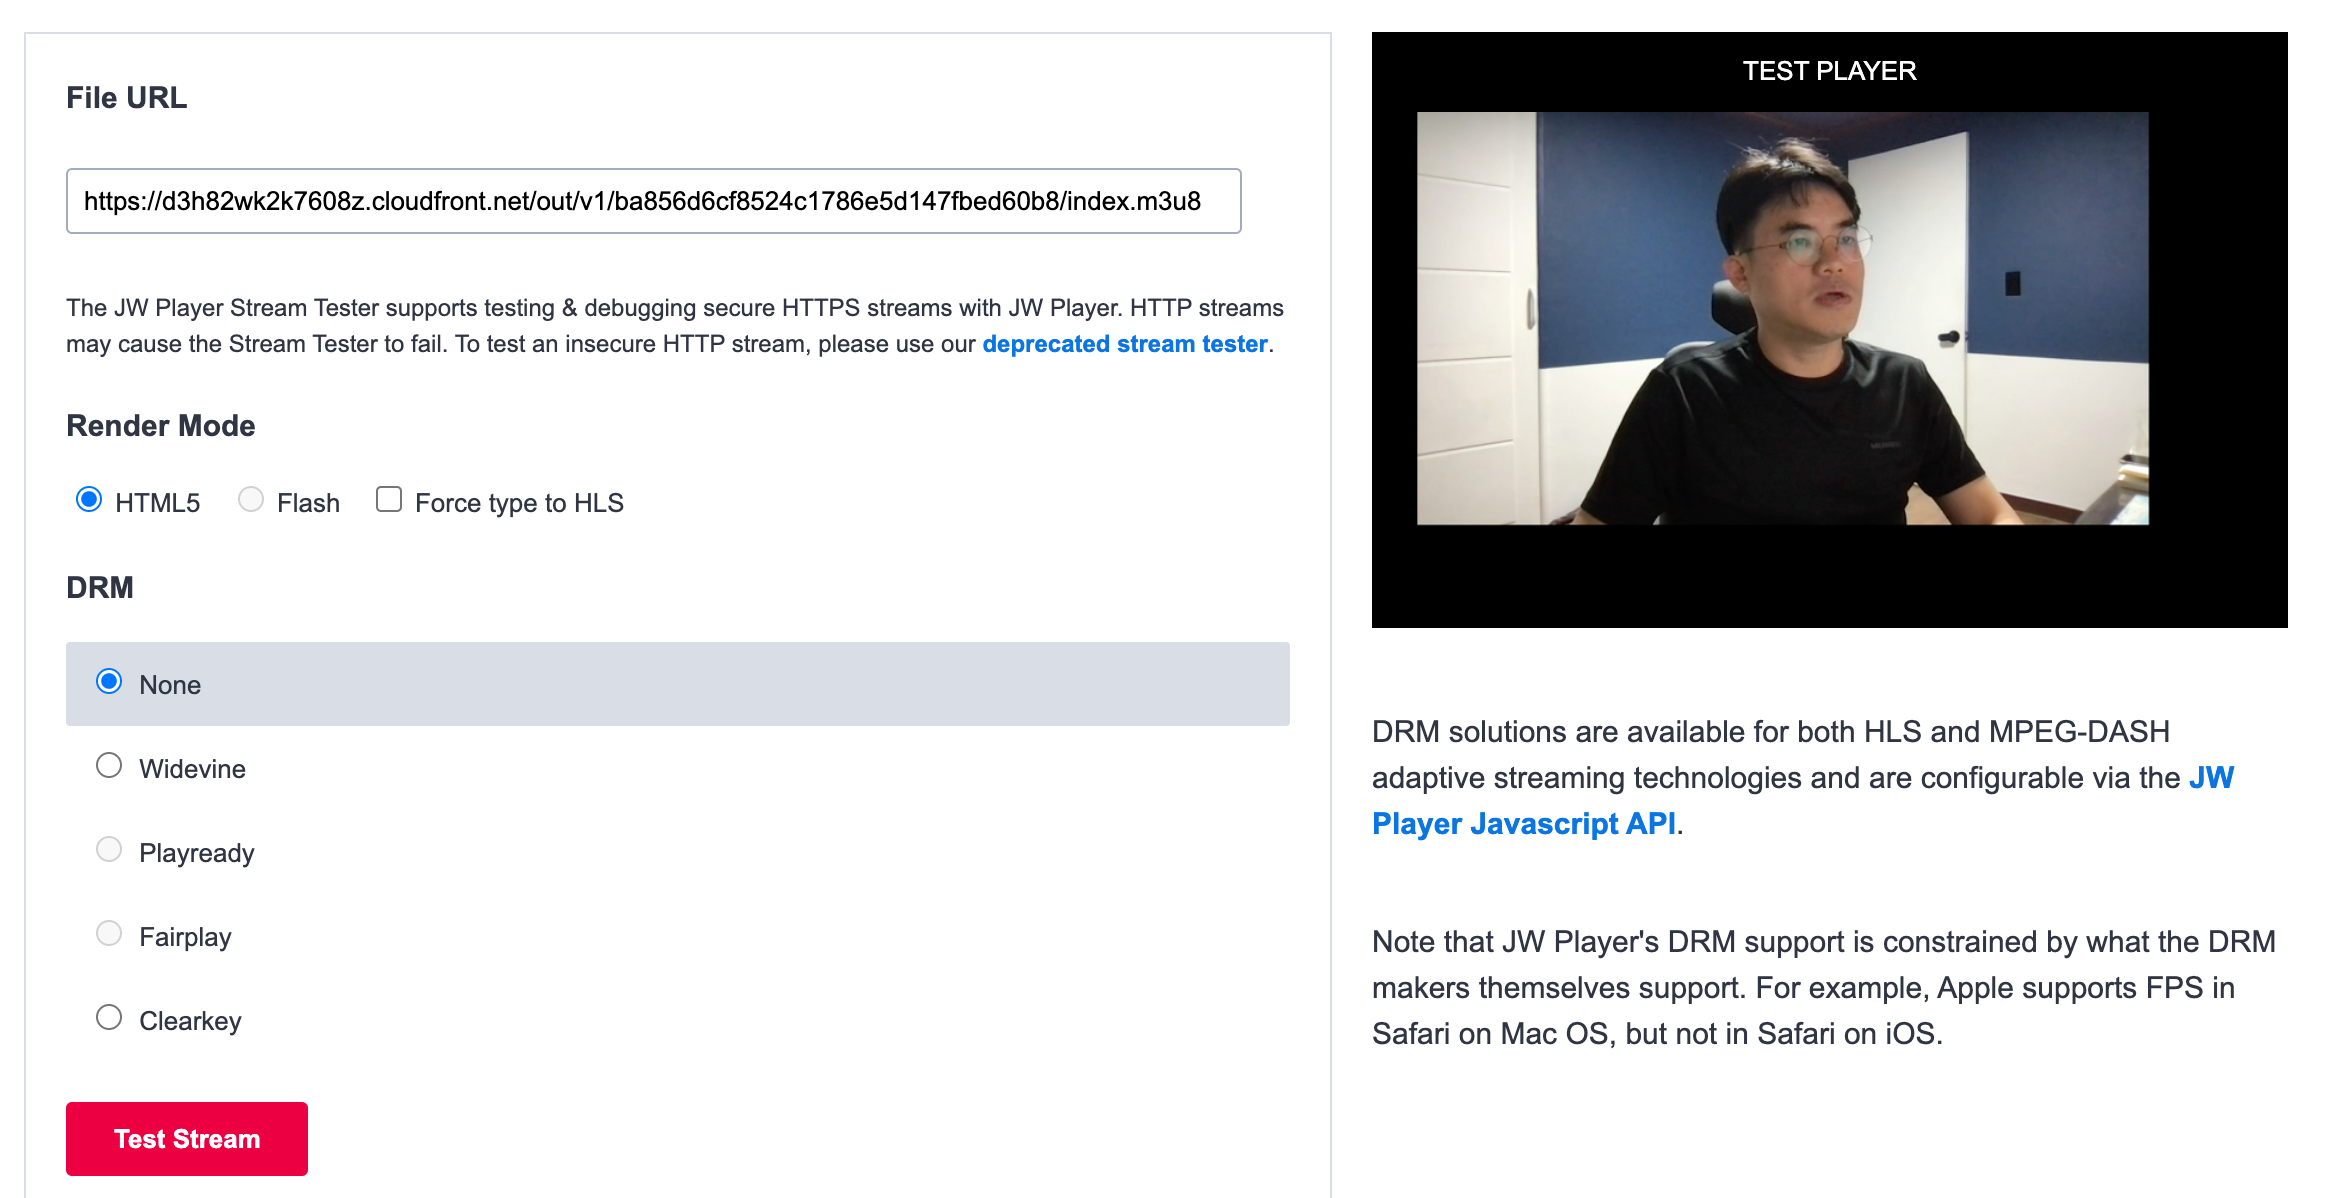 File URL
https://d3h82wk2k7608z.cloudfront.net/out/v1/ba856d6cf8524c1786e5d147fbed60b8/index.m3u8
The JW Player Stream Tester supports testing & debugging secure HTTPS streams with JW Player. HTTP streams
may cause the Stream Tester to fail. To test an insecure HTTP stream, please use our deprecated stream tester.
Render Mode
HTML5 Flash Force type to HLS
DRM
None
Widevine
Playready
Fairplay
Clearkey
Test Stream
TEST PLAYER
DRM solutions are available for both HLS and MPEG-DASH
adaptive streaming technologies and are configurable via the JW
Player Javascript API.
Note that JW Player's DRM support is constrained by what the DRM
makers themselves support. For example, Apple supports FPS in
Safari on Mac OS, but not in Safari on iOS.